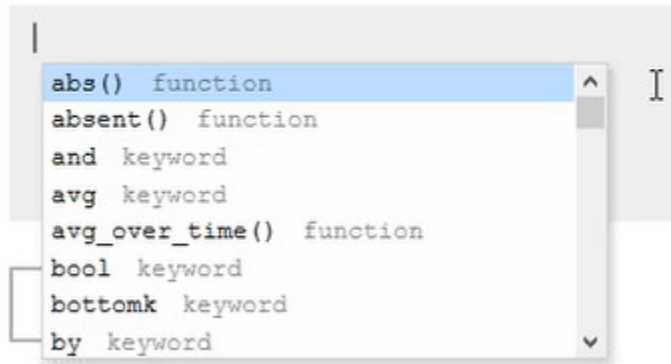 abs() function
absent() function
and keyword
avg keyword
avg_over_time() function
bool keyword
bottomk keyword
by keyword